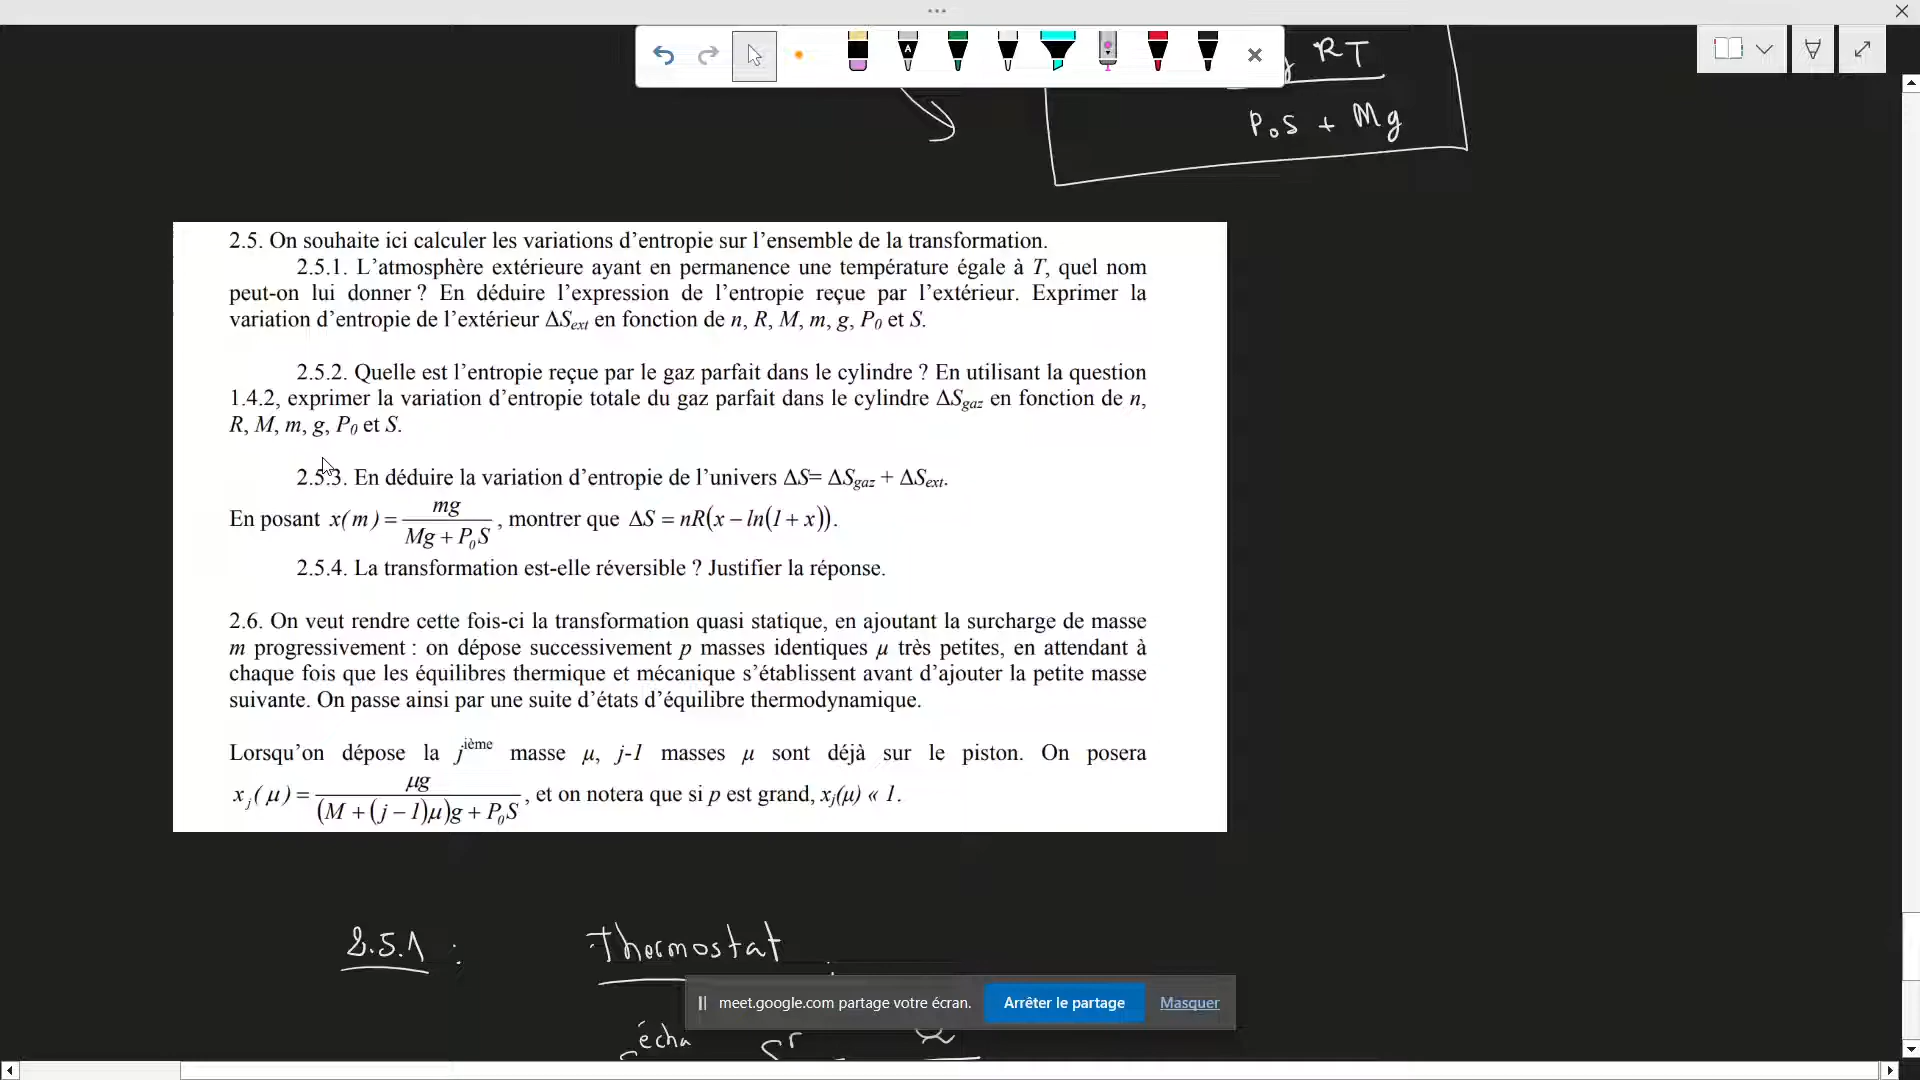 RT
P₀S + Mg
2.5. On souhaite ici calculer les variations d’entropie sur l’ensemble de la transformation.
2.5.1. L’atmosphère extérieure ayant en permanence une température égale à T, quel nom
peut-on lui donner ? En déduire l’expression de l’entropie reçue par l’extérieur. Exprimer la
variation d’entropie de l’extérieur ΔSext en fonction de n, R, M, m, g, P0 et S.
2.5.2. Quelle est l’entropie reçue par le gaz parfait dans le cylindre ? En utilisant la question
1.4.2, exprimer la variation d’entropie totale du gaz parfait dans le cylindre ΔSgaz en fonction de n,
R, M, m, g, P0 et S.
2.5.3. En déduire la variation d’entropie de l’univers ΔS= ΔSgaz + ΔSext.
En posant x(m) = mg / (Mg + P0S), montrer que ΔS = nR(x – ln(1 + x)).
2.5.4. La transformation est-elle réversible ? Justifier la réponse.
2.6. On veut rendre cette fois-ci la transformation quasi statique, en ajoutant la surcharge de masse
m progressivement : on dépose successivement p masses identiques μ très petites, en attendant à
chaque fois que les équilibres thermique et mécanique s’établissent avant d’ajouter la petite masse
suivante. On passe ainsi par une suite d’états d’équilibre thermodynamique.
Lorsqu’on dépose la jième masse μ, j-1 masses μ sont déjà sur le piston. On posera
xj(μ) = μg / ((M + (j – 1)μ)g + P0S), et on notera que si p est grand, xj(μ) « 1.
2.5.1 : Thermostat
meet.google.com partage votre écran. Arrêter le partage Masquer
écha